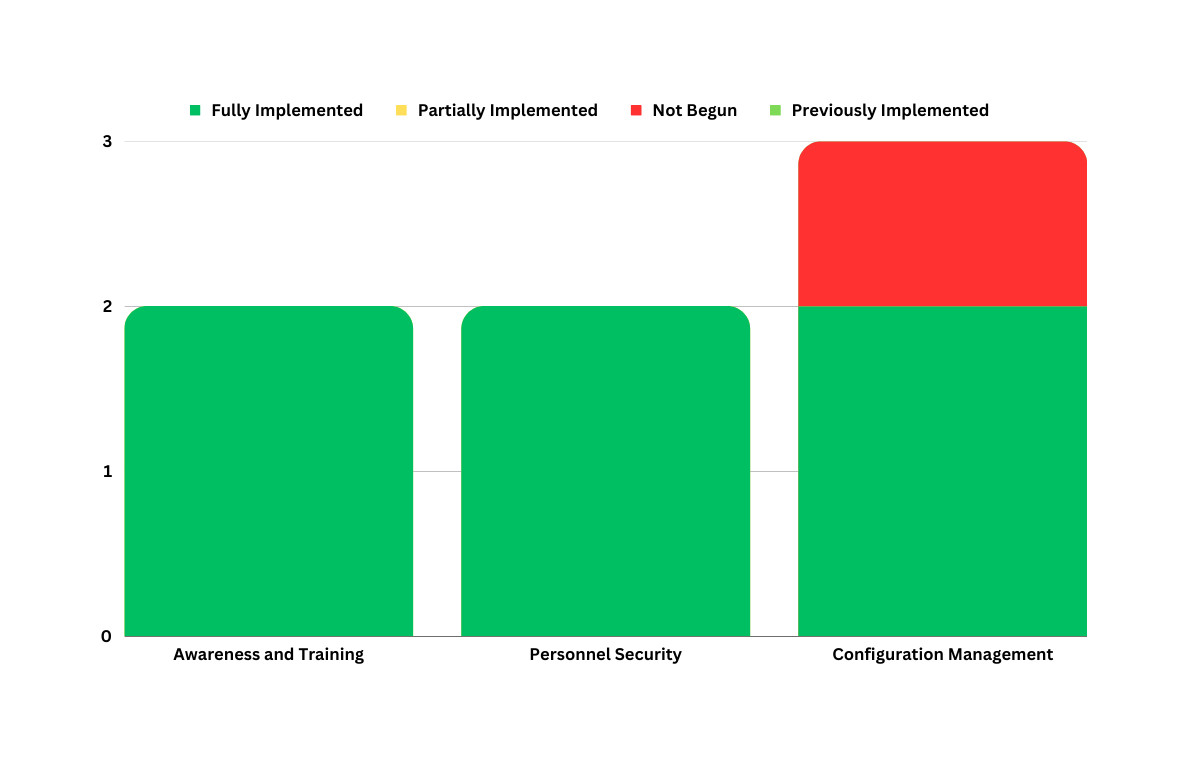 Fully Implemented Partially Implemented Not Begun Previously Implemented
3
2
1
0
Awareness and Training Personnel Security Configuration Management